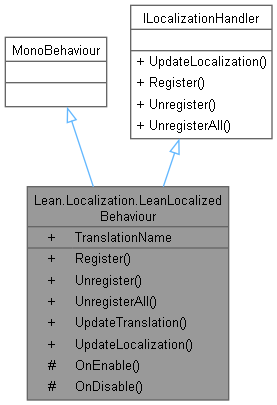 ILocalizationHandler
+ UpdateLocalization()
+ Register()
+ Unregister()
+ UnregisterAll()
MonoBehaviour
Lean.Localization.LeanLocalized
Behaviour
+ TranslationName
+ Register()
+ Unregister()
+ UnregisterAll()
+ UpdateTranslation()
+ UpdateLocalization()
# OnEnable()
# OnDisable()